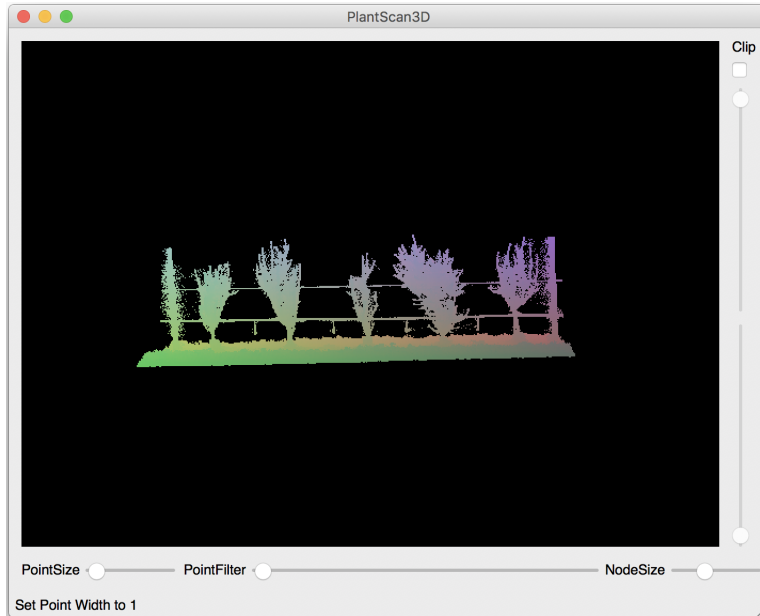 PlantScan3D
Clip
PointSize PointFilter NodeSize
Set Point Width to 1